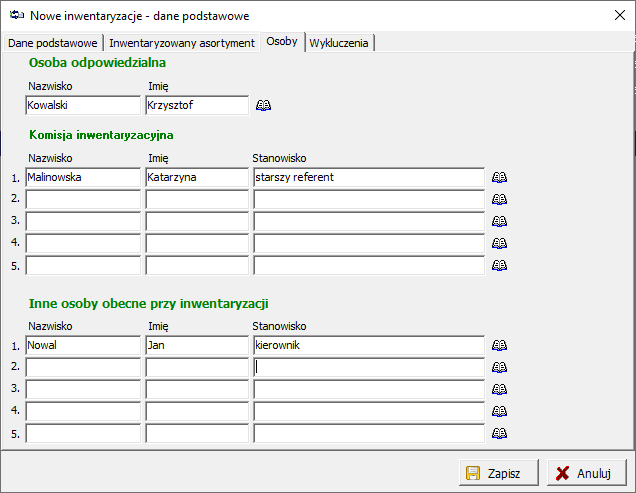 Nowe inwentaryzacje - dane podstawowe
Dane podstawowe Inwentaryzowany asortyment Osoby Wykluczenia
Osoba odpowiedzialna
Nazwisko Imię
Kowalski Krzysztof
Komisja inwentaryzacyjna
Nazwisko Imię Stanowisko
1. Malinowska Katarzyna starszy referent
2.
3.
4.
5.
Inne osoby obecne przy inwentaryzacji
Nazwisko Imię Stanowisko
1. Nowal Jan kierownik
2.
3.
4.
5.
Zapisz Anuluj